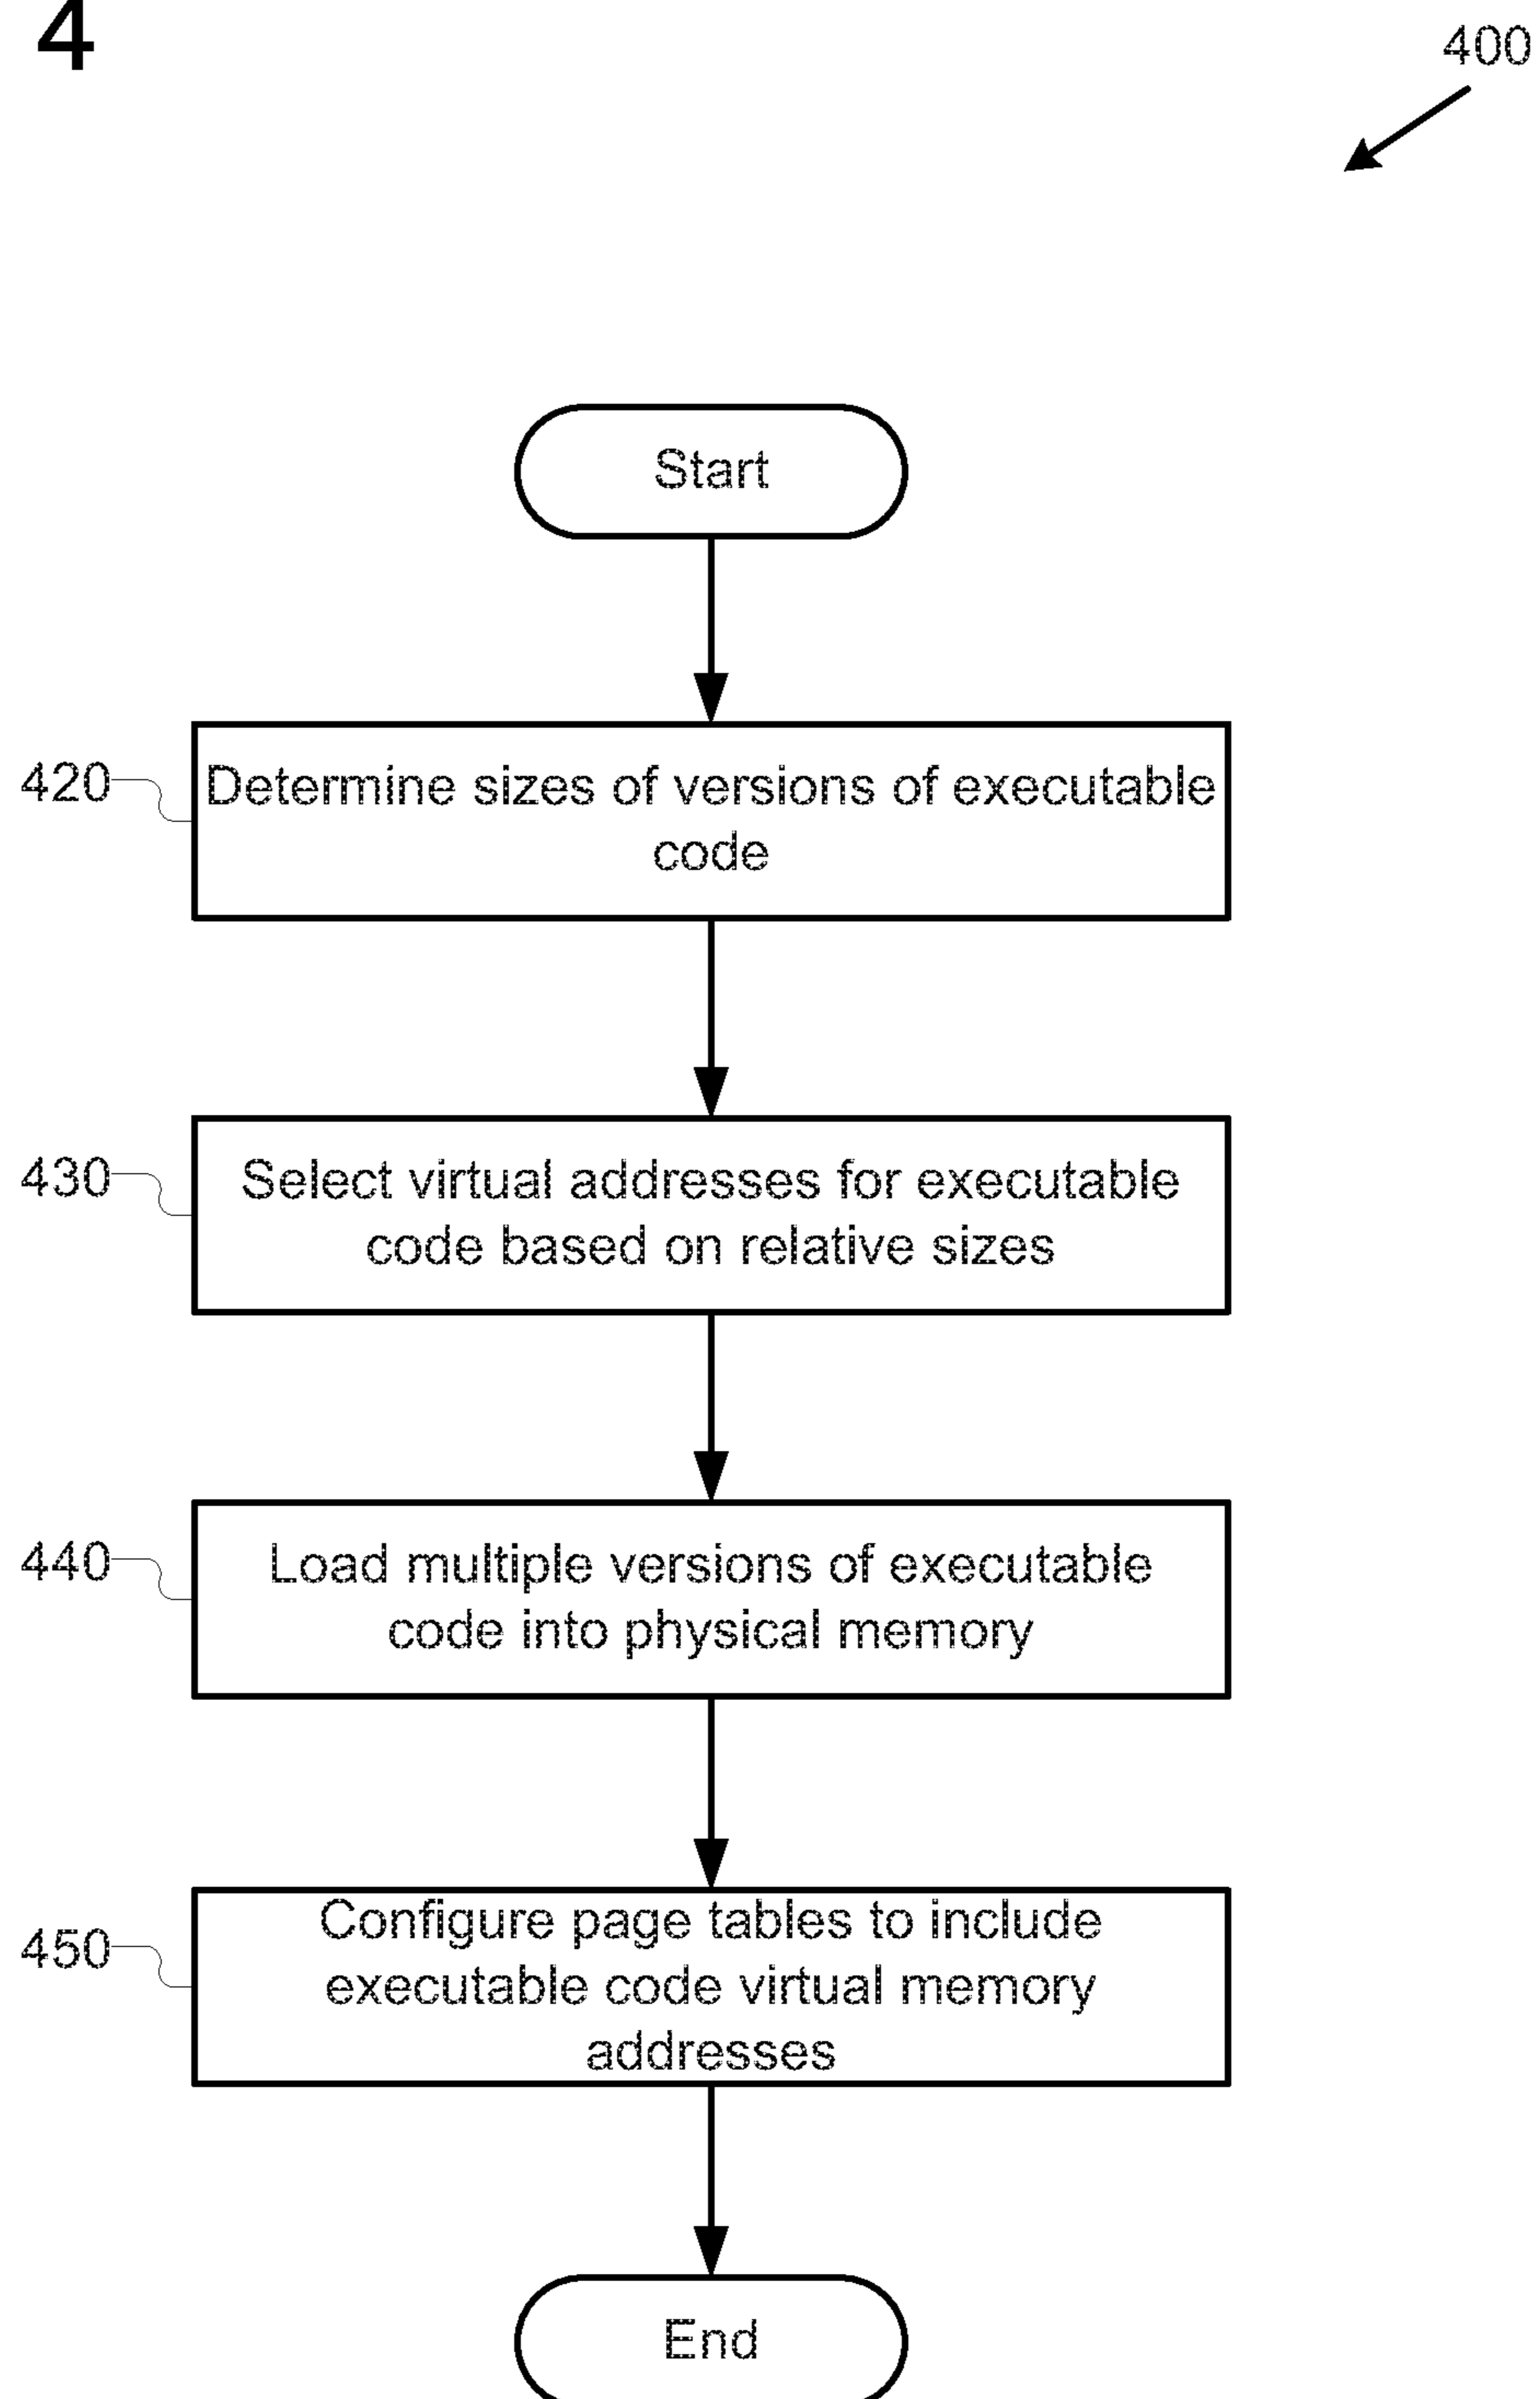 4
400
Start
420
Determine sizes of versions of executable
code
430
Select virtual addresses for executable
code based on relative sizes
440
Load multiple versions of executable
code into physical memory
450
Configure page tables to include
executable code virtual memory
addresses
End